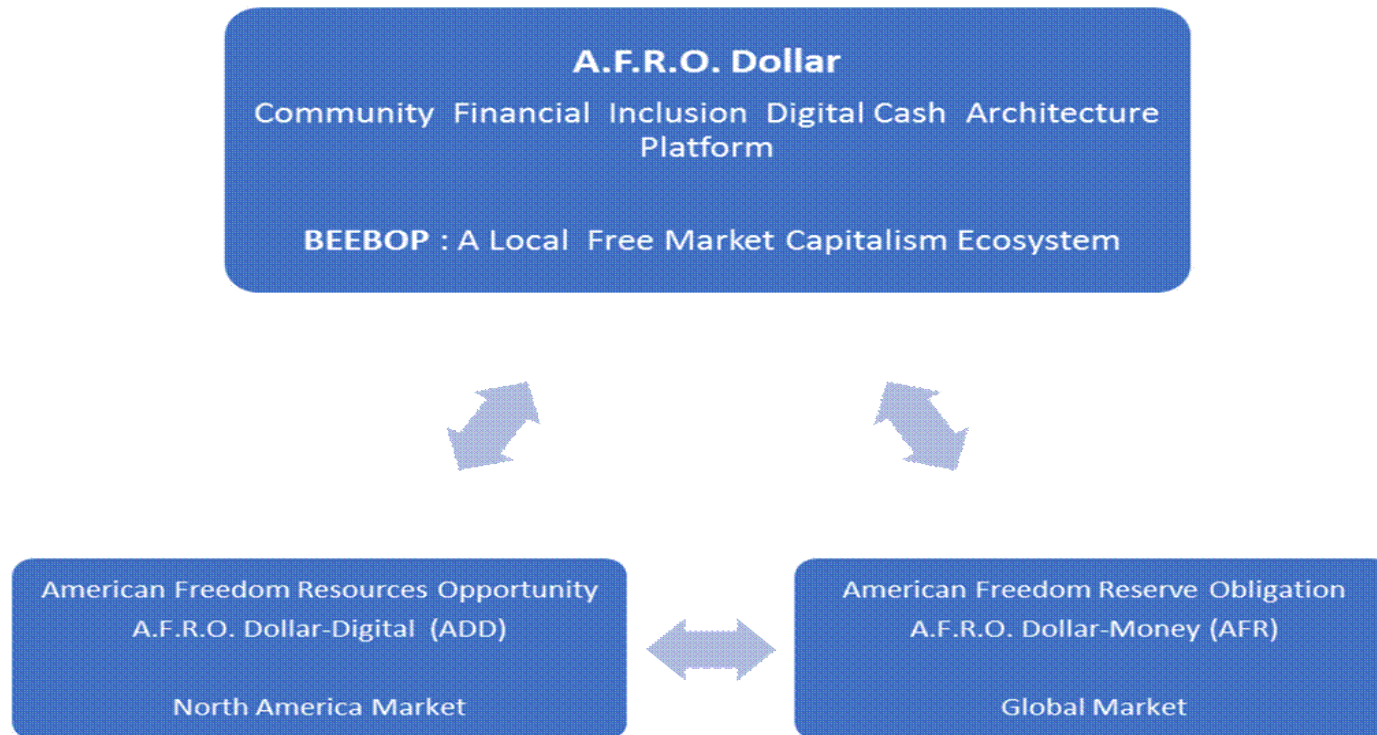 A.F.R.O. Dollar
Community Financial Inclusion Digital Cash Architecture
Platform
BEEBOP : A Local Free Market Capitalism Ecosystem
American Freedom Resources Opportunity
A.F.R.O. Dollar-Digital (ADD)
North America Market
American Freedom Reserve Obligation
A.F.R.O. Dollar-Money (AFR)
Global Market